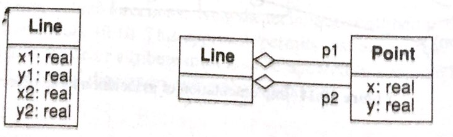 Line
x1: real
y1: real
x2: real
y2: real
Line
p1
p2
Point
x: real
y: real